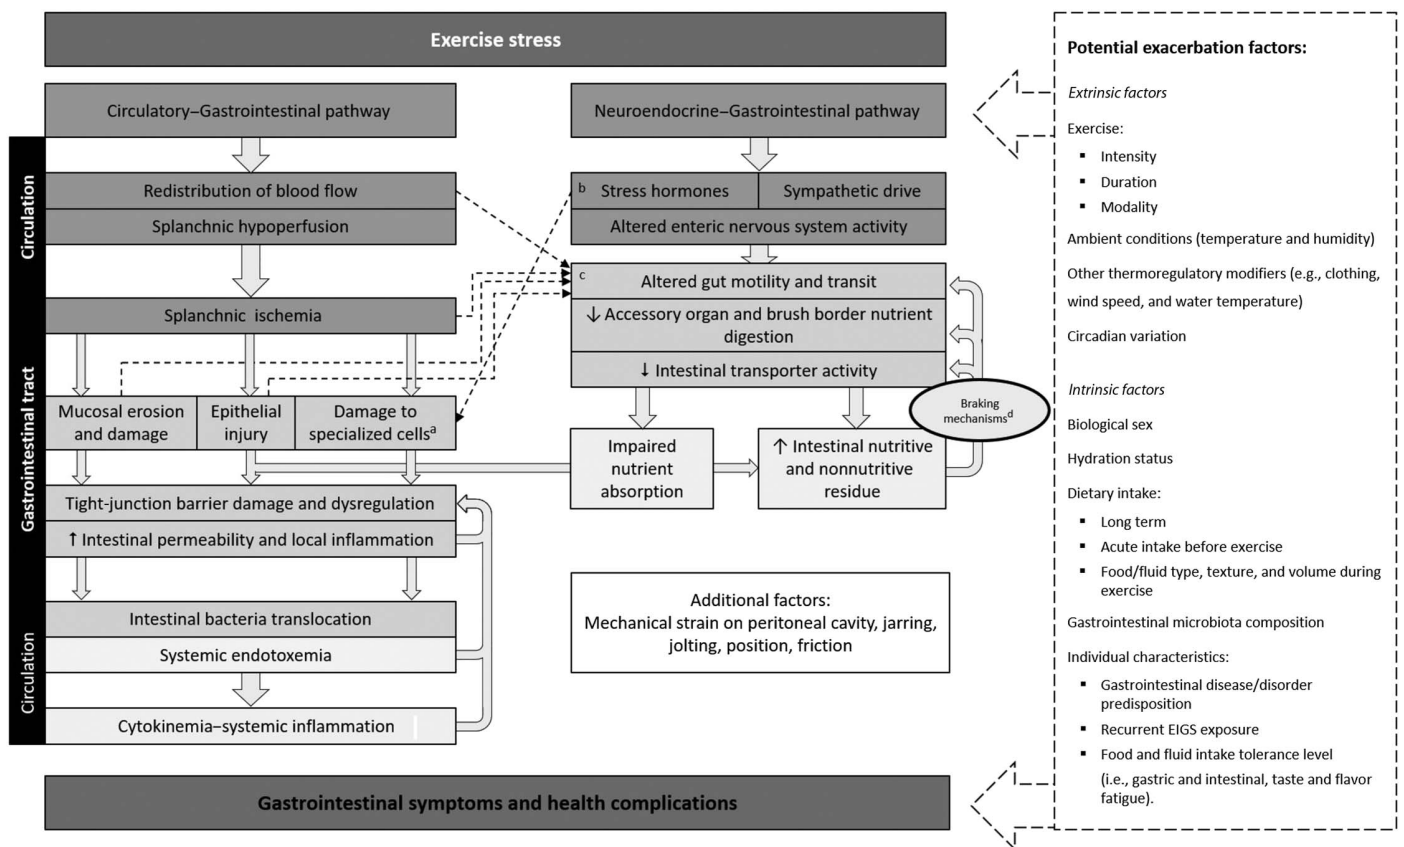 Exercise stress
Circulatory–Gastrointestinal pathway
Neuroendocrine–Gastrointestinal pathway
Circulation
Redistribution of blood flow
Splanchnic hypoperfusion
b Stress hormones
Sympathetic drive
Altered enteric nervous system activity
Gastrointestinal tract
Splanchnic ischemia
c
Altered gut motility and transit
↓ Accessory organ and brush border nutrient
digestion
↓ Intestinal transporter activity
Mucosal erosion
and damage
Epithelial
injury
Damage to
specialized cellsa
Braking
mechanismsd
Impaired
nutrient
absorption
↑ Intestinal nutritive
and nonnutritive
residue
Tight-junction barrier damage and dysregulation
↑ Intestinal permeability and local inflammation
Circulation
Intestinal bacteria translocation
Systemic endotoxemia
Cytokinemia–systemic inflammation
Additional factors:
Mechanical strain on peritoneal cavity, jarring,
jolting, position, friction
Gastrointestinal symptoms and health complications
Potential exacerbation factors:
Extrinsic factors
Exercise:
▪ Intensity
▪ Duration
▪ Modality
Ambient conditions (temperature and humidity)
Other thermoregulatory modifiers (e.g., clothing,
wind speed, and water temperature)
Circadian variation
Intrinsic factors
Biological sex
Hydration status
Dietary intake:
▪ Long term
▪ Acute intake before exercise
▪ Food/fluid type, texture, and volume during
exercise
Gastrointestinal microbiota composition
Individual characteristics:
▪ Gastrointestinal disease/disorder
predisposition
▪ Recurrent EIGS exposure
▪ Food and fluid intake tolerance level
(i.e., gastric and intestinal, taste and flavor
fatigue).